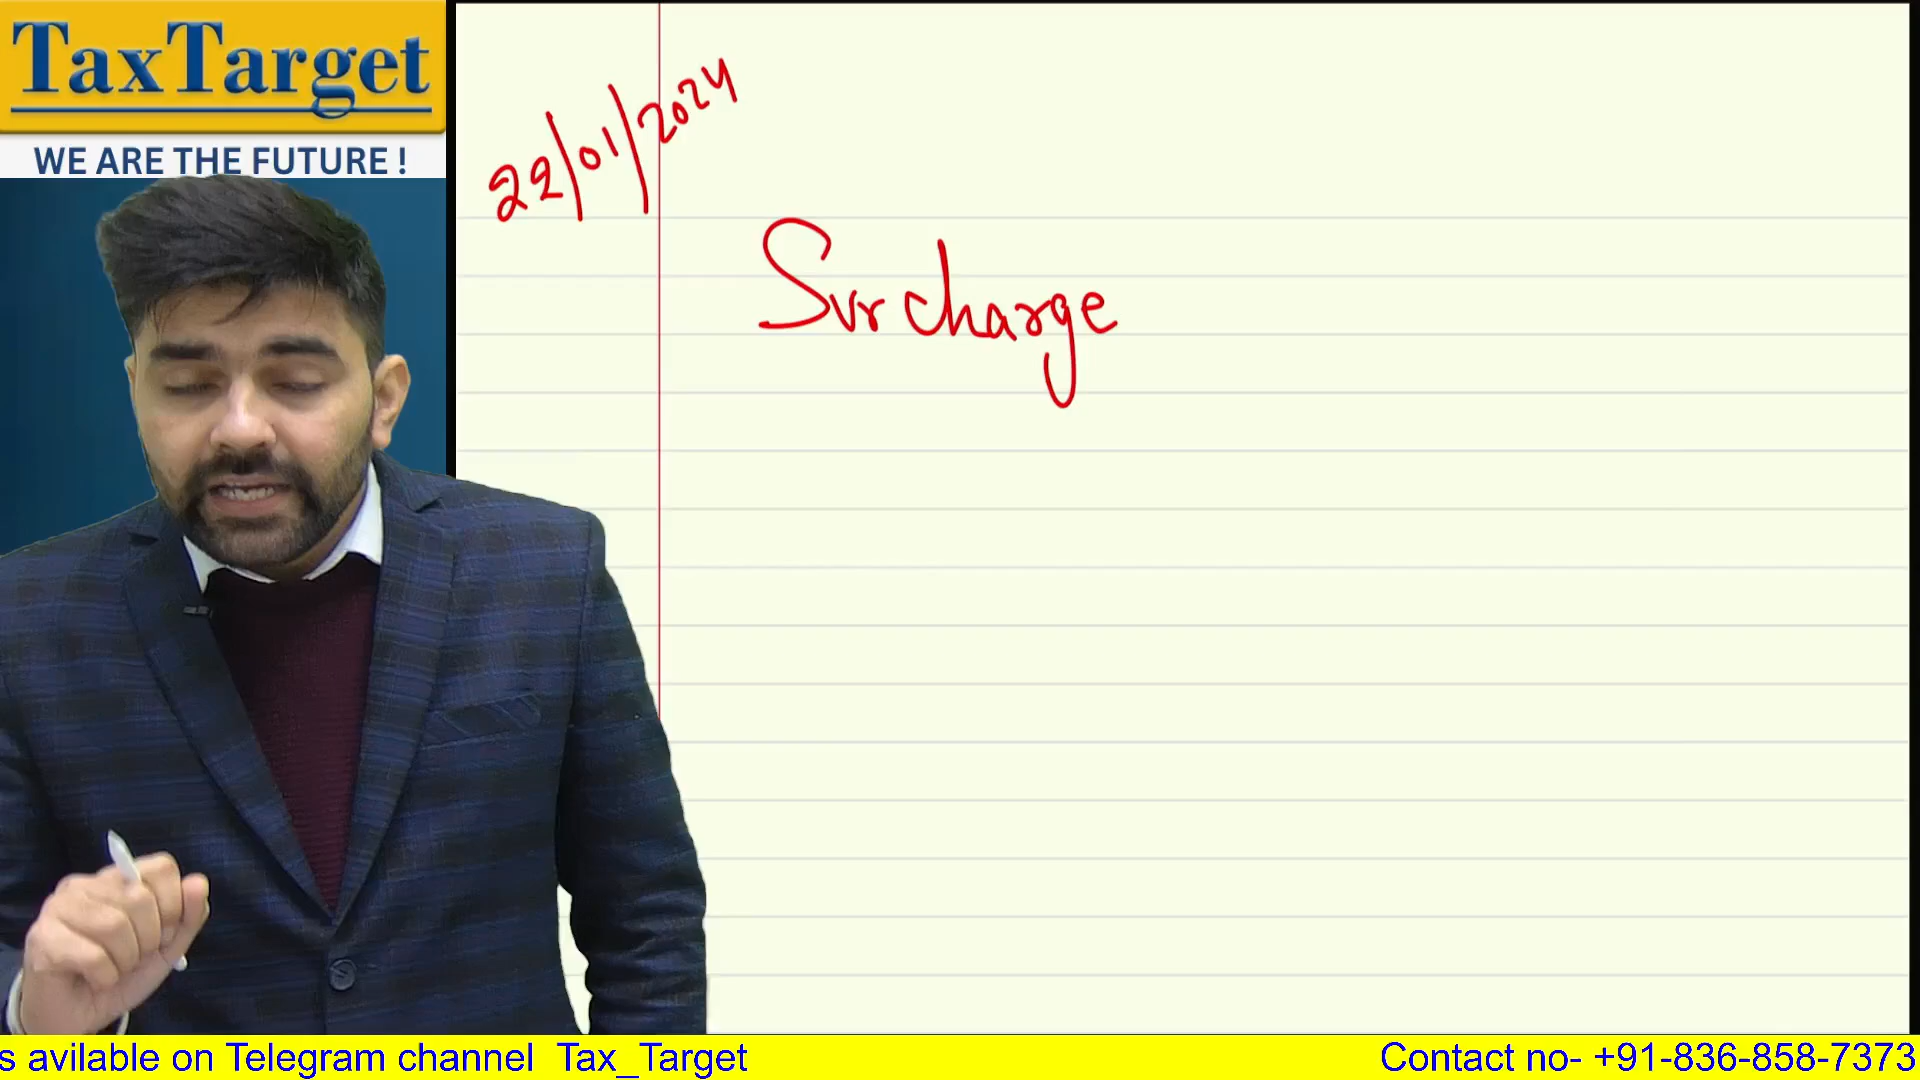 TaxTarget
WE ARE THE FUTURE !
22/01/2024
Surcharge
s avilable on Telegram channel Tax_Target
Contact no- +91-836-858-7373